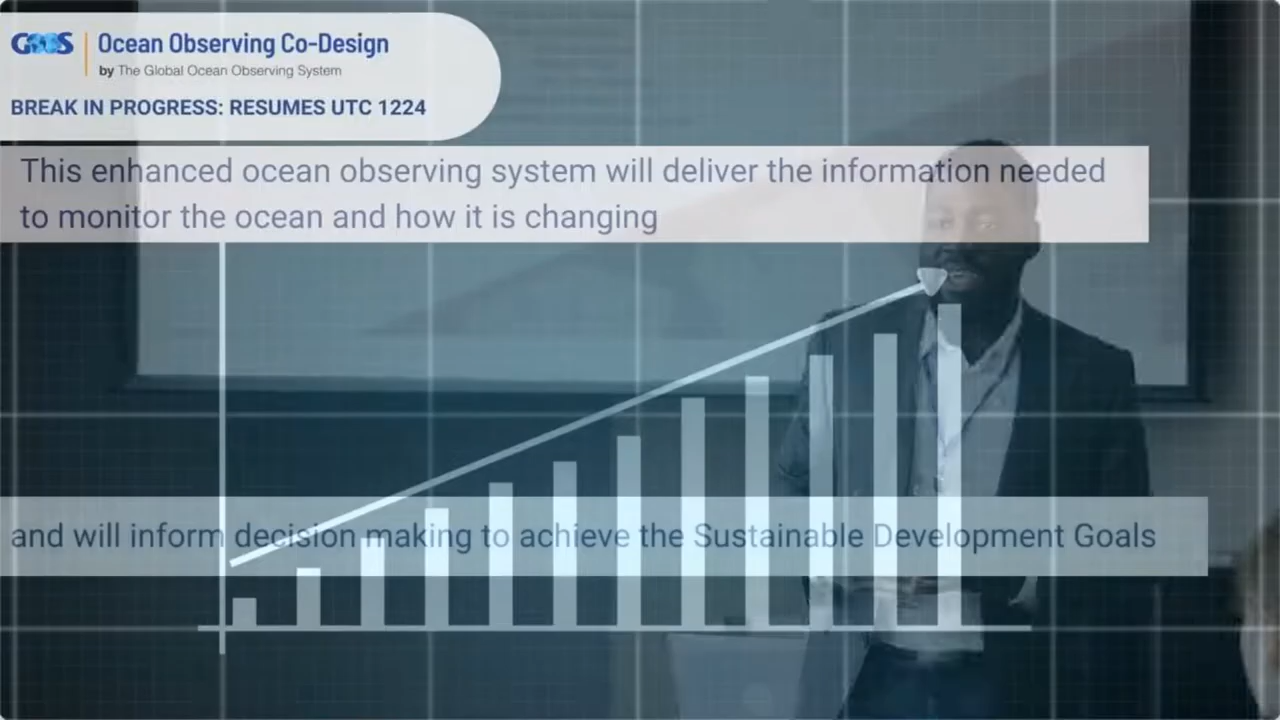 GOOS
Ocean Observing Co-Design
by The Global Ocean Observing System
BREAK IN PROGRESS: RESUMES UTC 1224
This enhanced ocean observing system will deliver the information needed
to monitor the ocean and how it is changing
and will inform decision making to achieve the Sustainable Development Goals